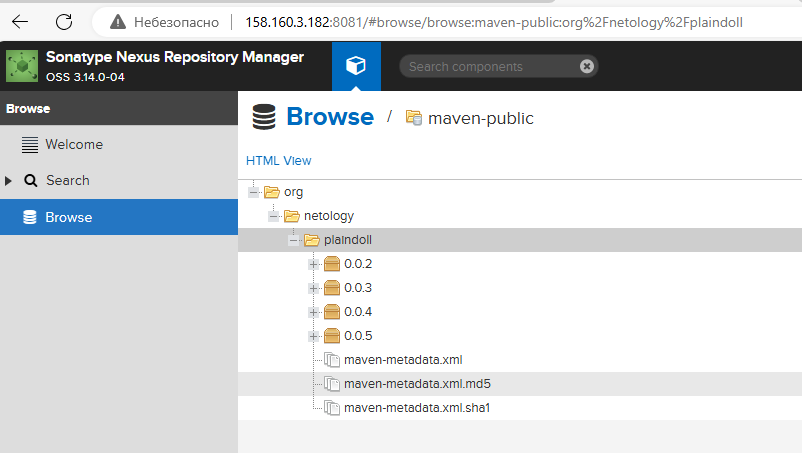 Небезопасно 158.160.3.182:8081/#browse/browse:maven-public:org%2Fnetology%2Fplaindoll
Sonatype Nexus Repository Manager
OSS 3.14.0-04
Search components
Browse
Browse / maven-public
Welcome
HTML View
Search
org
Browse
netology
plaindoll
0.0.2
0.0.3
0.0.4
0.0.5
maven-metadata.xml
maven-metadata.xml.md5
maven-metadata.xml.sha1